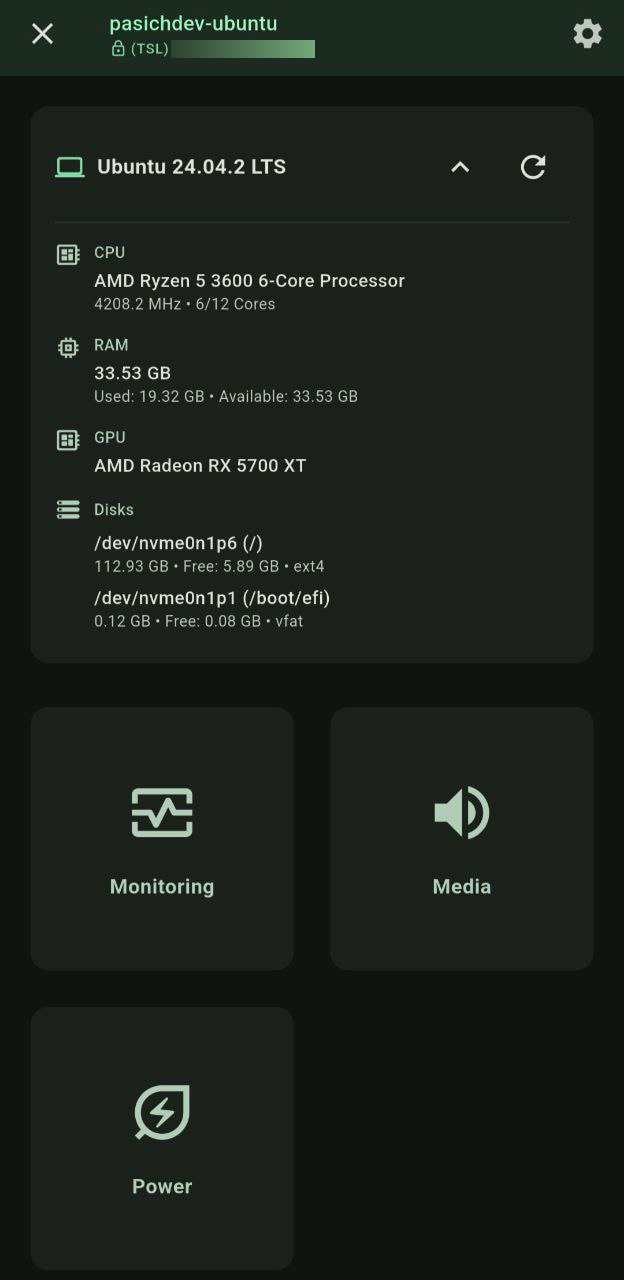 pasichdev-ubuntu
(TSL)
Ubuntu 24.04.2 LTS
CPU
AMD Ryzen 5 3600 6-Core Processor
4208.2 MHz • 6/12 Cores
RAM
33.53 GB
Used: 19.32 GB • Available: 33.53 GB
GPU
AMD Radeon RX 5700 XT
Disks
/dev/nvme0n1p6 (/)
112.93 GB • Free: 5.89 GB • ext4
/dev/nvme0n1p1 (/boot/efi)
0.12 GB • Free: 0.08 GB • vfat
Monitoring
Media
Power